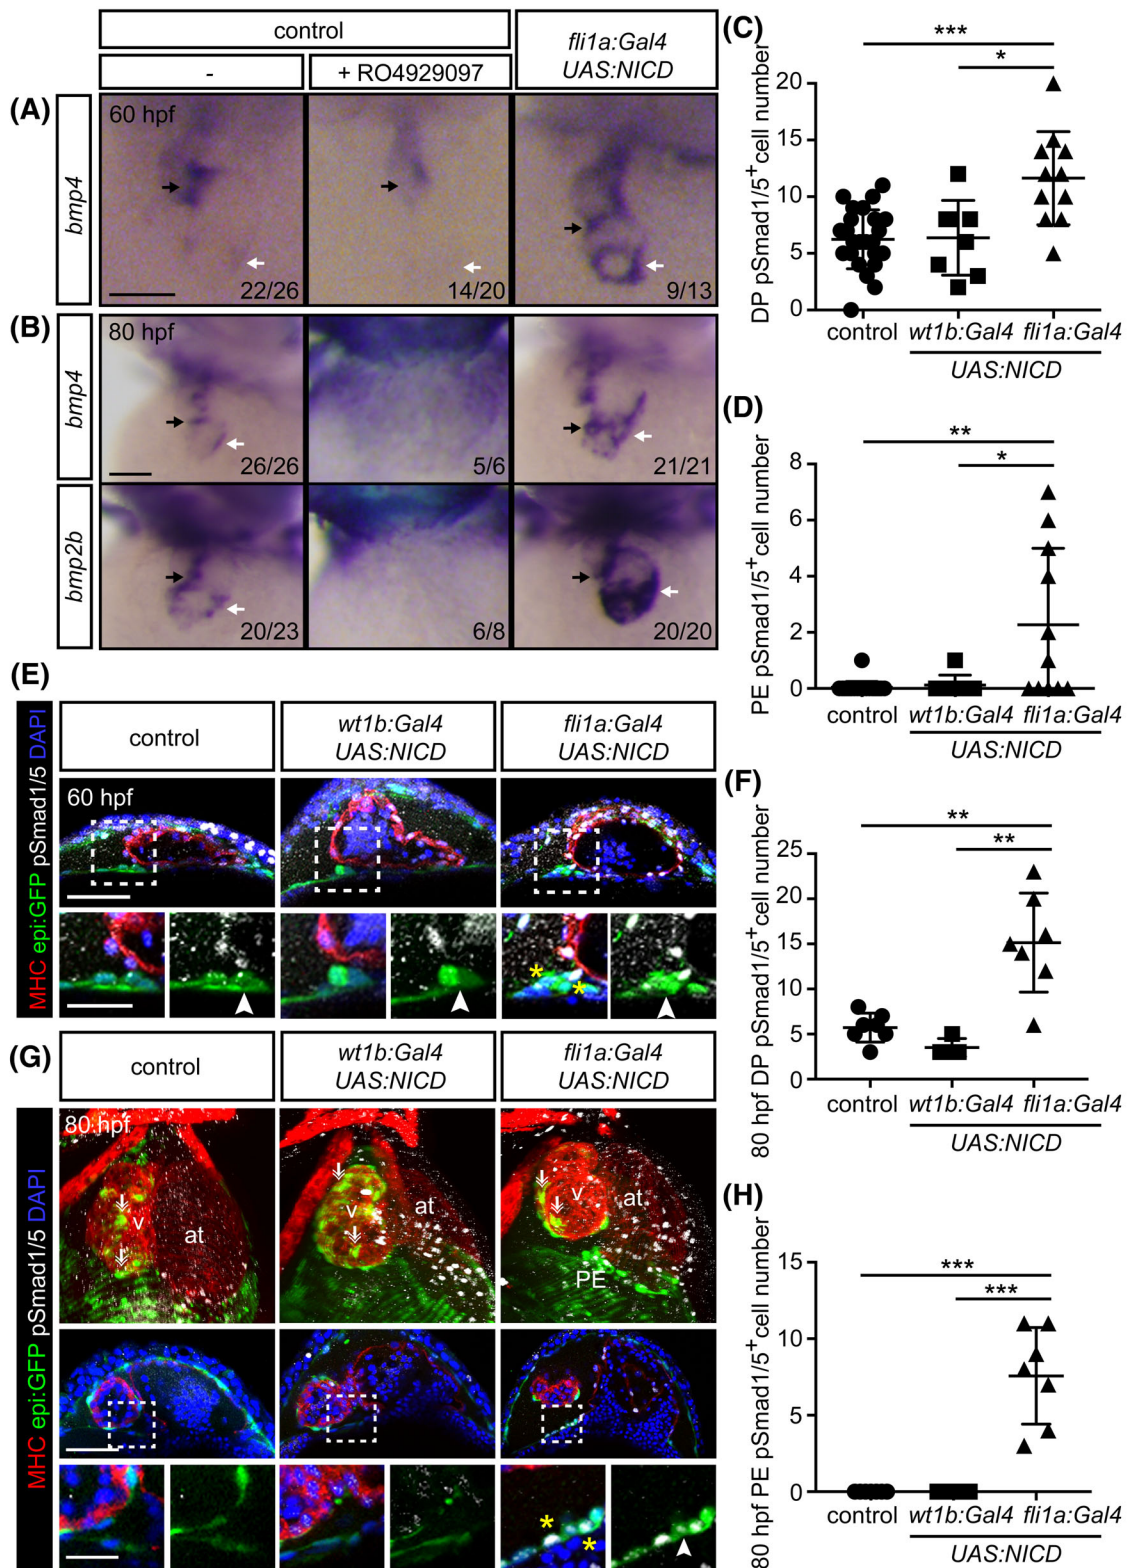 (A)
control
fli1a:Gal4
UAS:NICD
-
+ RO4929097
bmp4
60 hpf
22/26
14/20
9/13
(B)
bmp4
80 hpf
26/26
5/6
21/21
bmp2b
20/23
6/8
20/20
(C)
DP pSmad1/5+ cell number
***
*
20
15
10
5
0
control
wt1b:Gal4
fli1a:Gal4
UAS:NICD
(D)
PE pSmad1/5+ cell number
**
*
8
6
4
2
0
control
wt1b:Gal4
fli1a:Gal4
UAS:NICD
(E)
MHC epi:GFP pSmad1/5 DAPI
control
wt1b:Gal4
UAS:NICD
fli1a:Gal4
UAS:NICD
60 hpf
*
*
(F)
80 hpf DP pSmad1/5+ cell number
**
**
25
20
15
10
5
0
control
wt1b:Gal4
fli1a:Gal4
UAS:NICD
(G)
MHC epi:GFP pSmad1/5 DAPI
control
wt1b:Gal4
UAS:NICD
fli1a:Gal4
UAS:NICD
80 hpf
v
at
v
at
v
at
PE
*
*
(H)
80 hpf PE pSmad1/5+ cell number
***
***
15
10
5
0
control
wt1b:Gal4
fli1a:Gal4
UAS:NICD